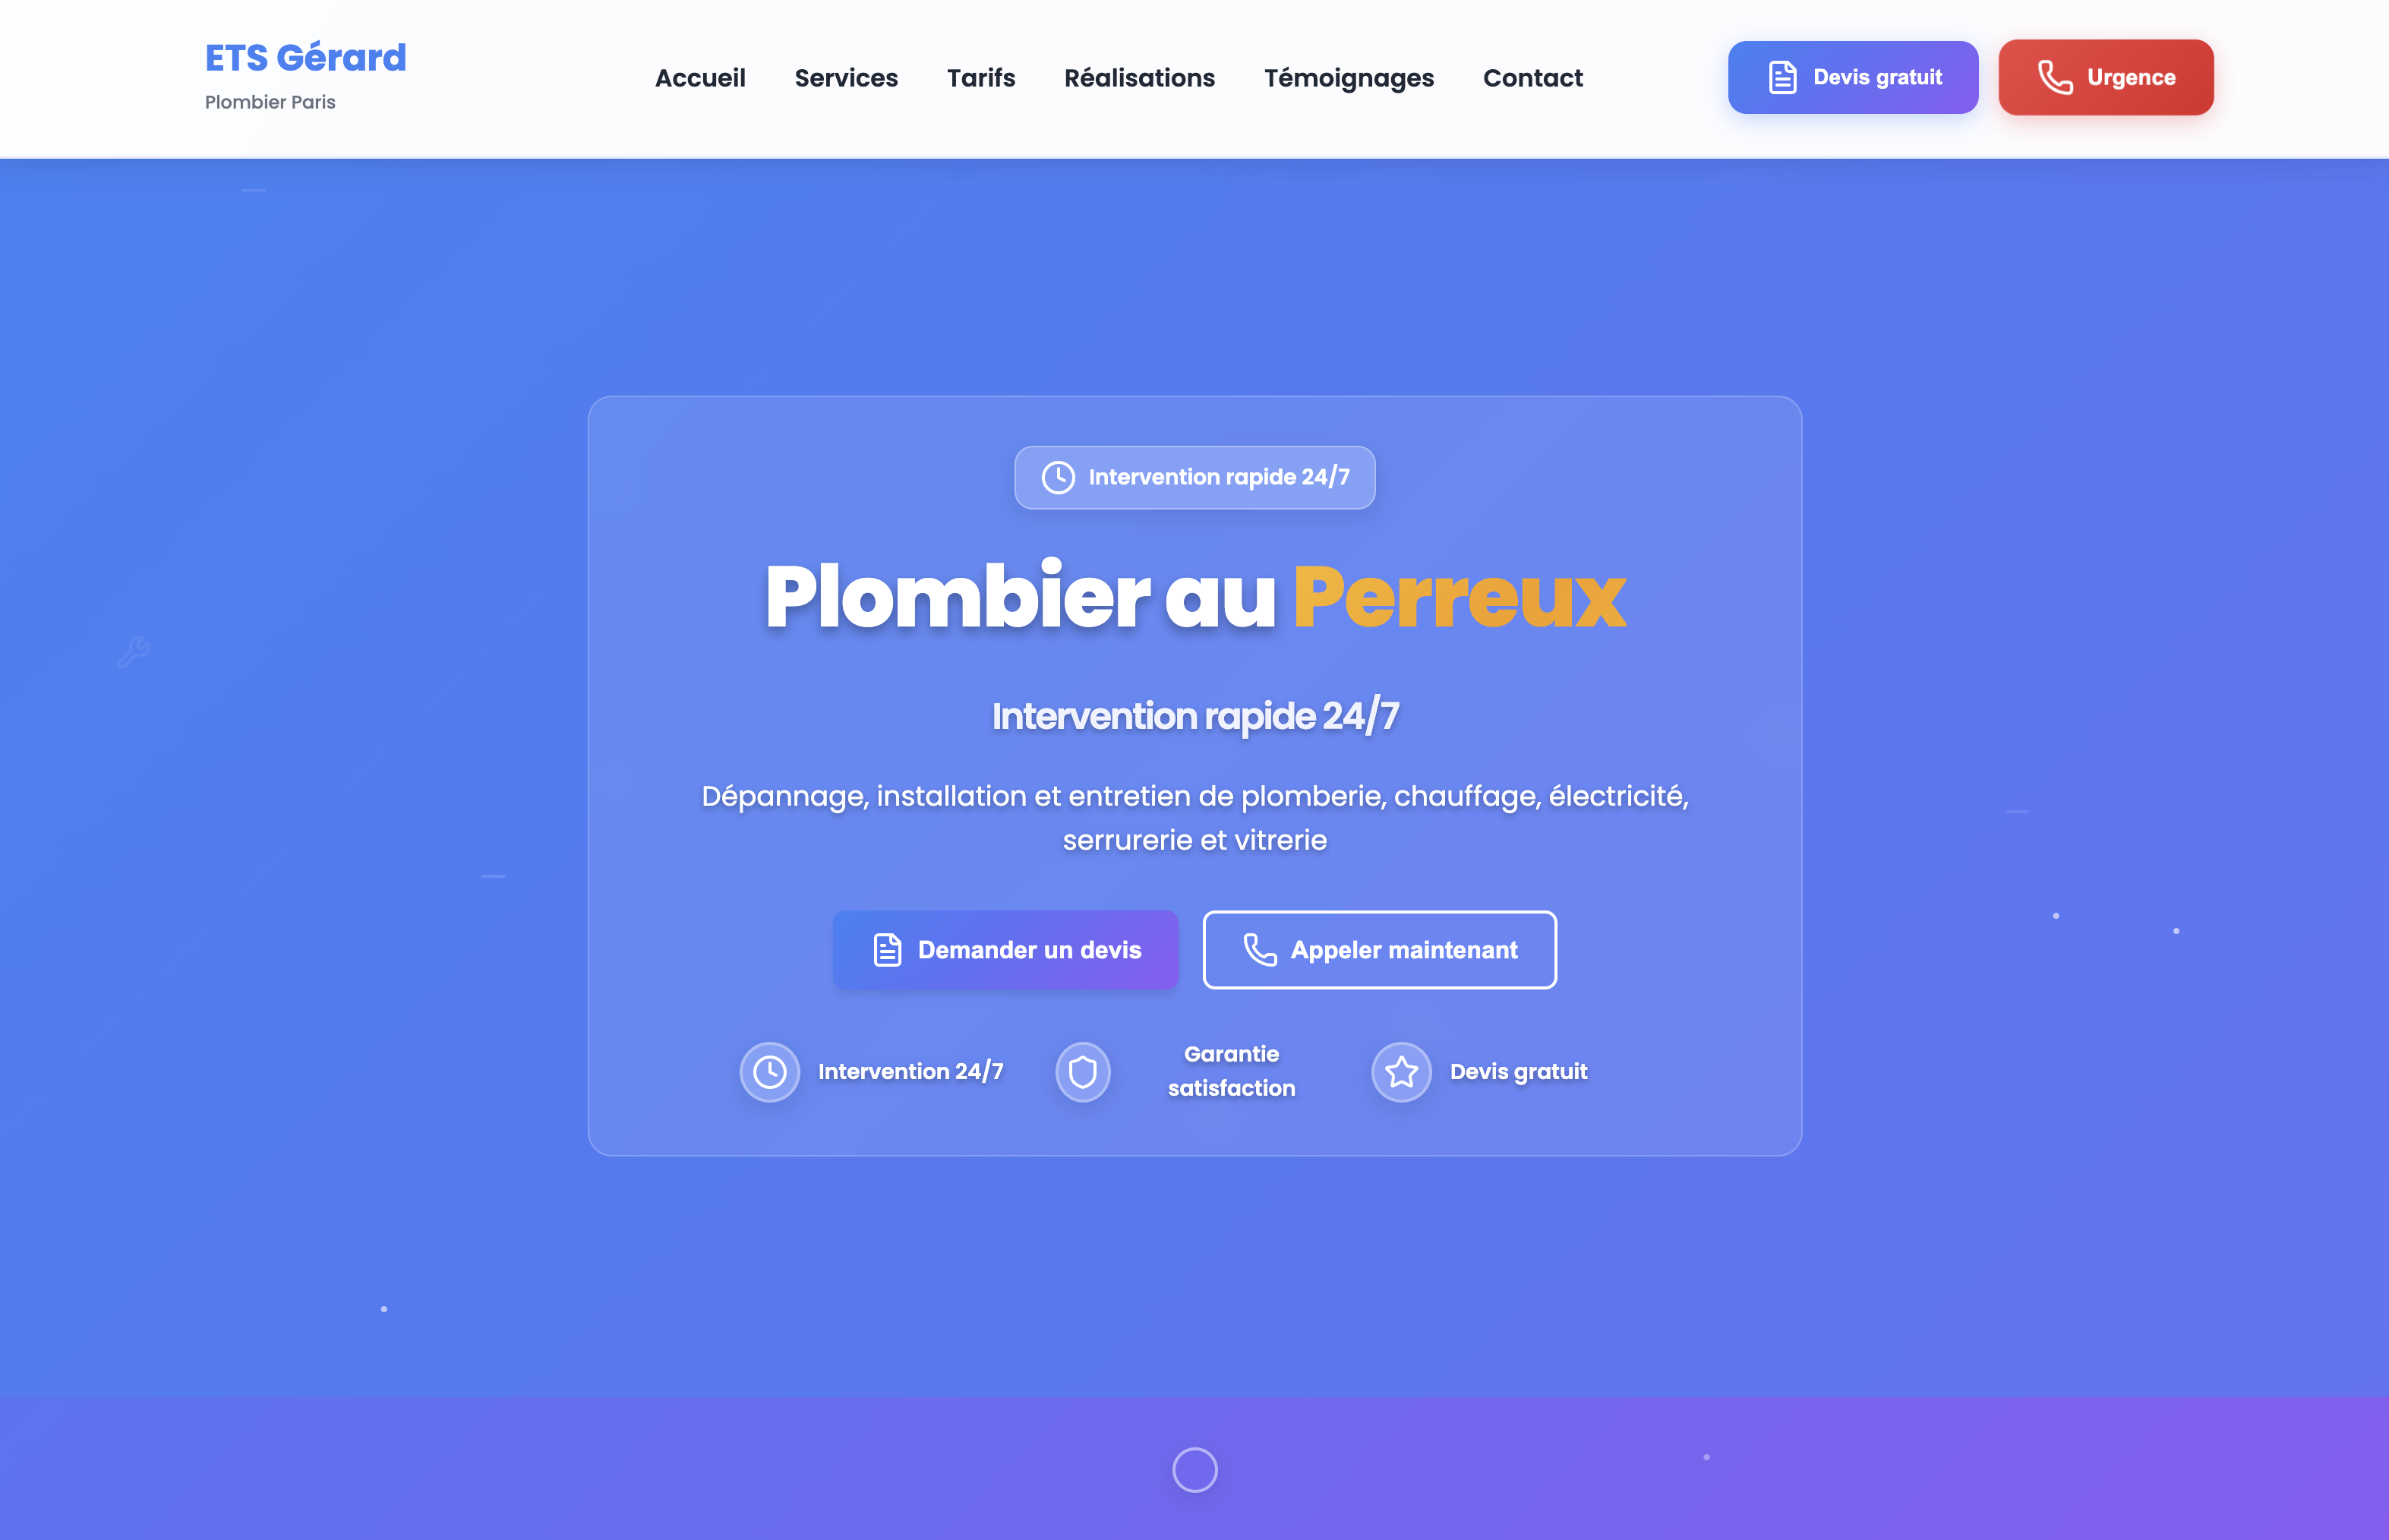 ETS Gérard
Plombier Paris
Accueil
Services
Tarifs
Réalisations
Témoignages
Contact
Devis gratuit
Urgence
Intervention rapide 24/7
Plombier au Perreux
Intervention rapide 24/7
Dépannage, installation et entretien de plomberie, chauffage, électricité,
serrurerie et vitrerie
Demander un devis
Appeler maintenant
Intervention 24/7
Garantie
satisfaction
Devis gratuit